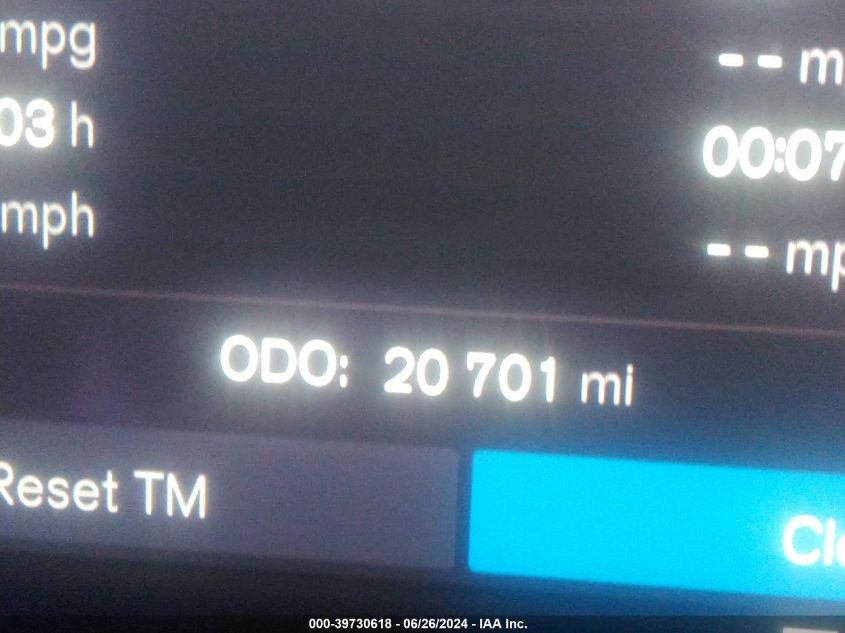 mpg
-- m
03 h
00:07
mph
-- mp
ODO: 20 701 mi
Reset TM
Cle
000-39730618 - 06/26/2024 - IAA Inc.